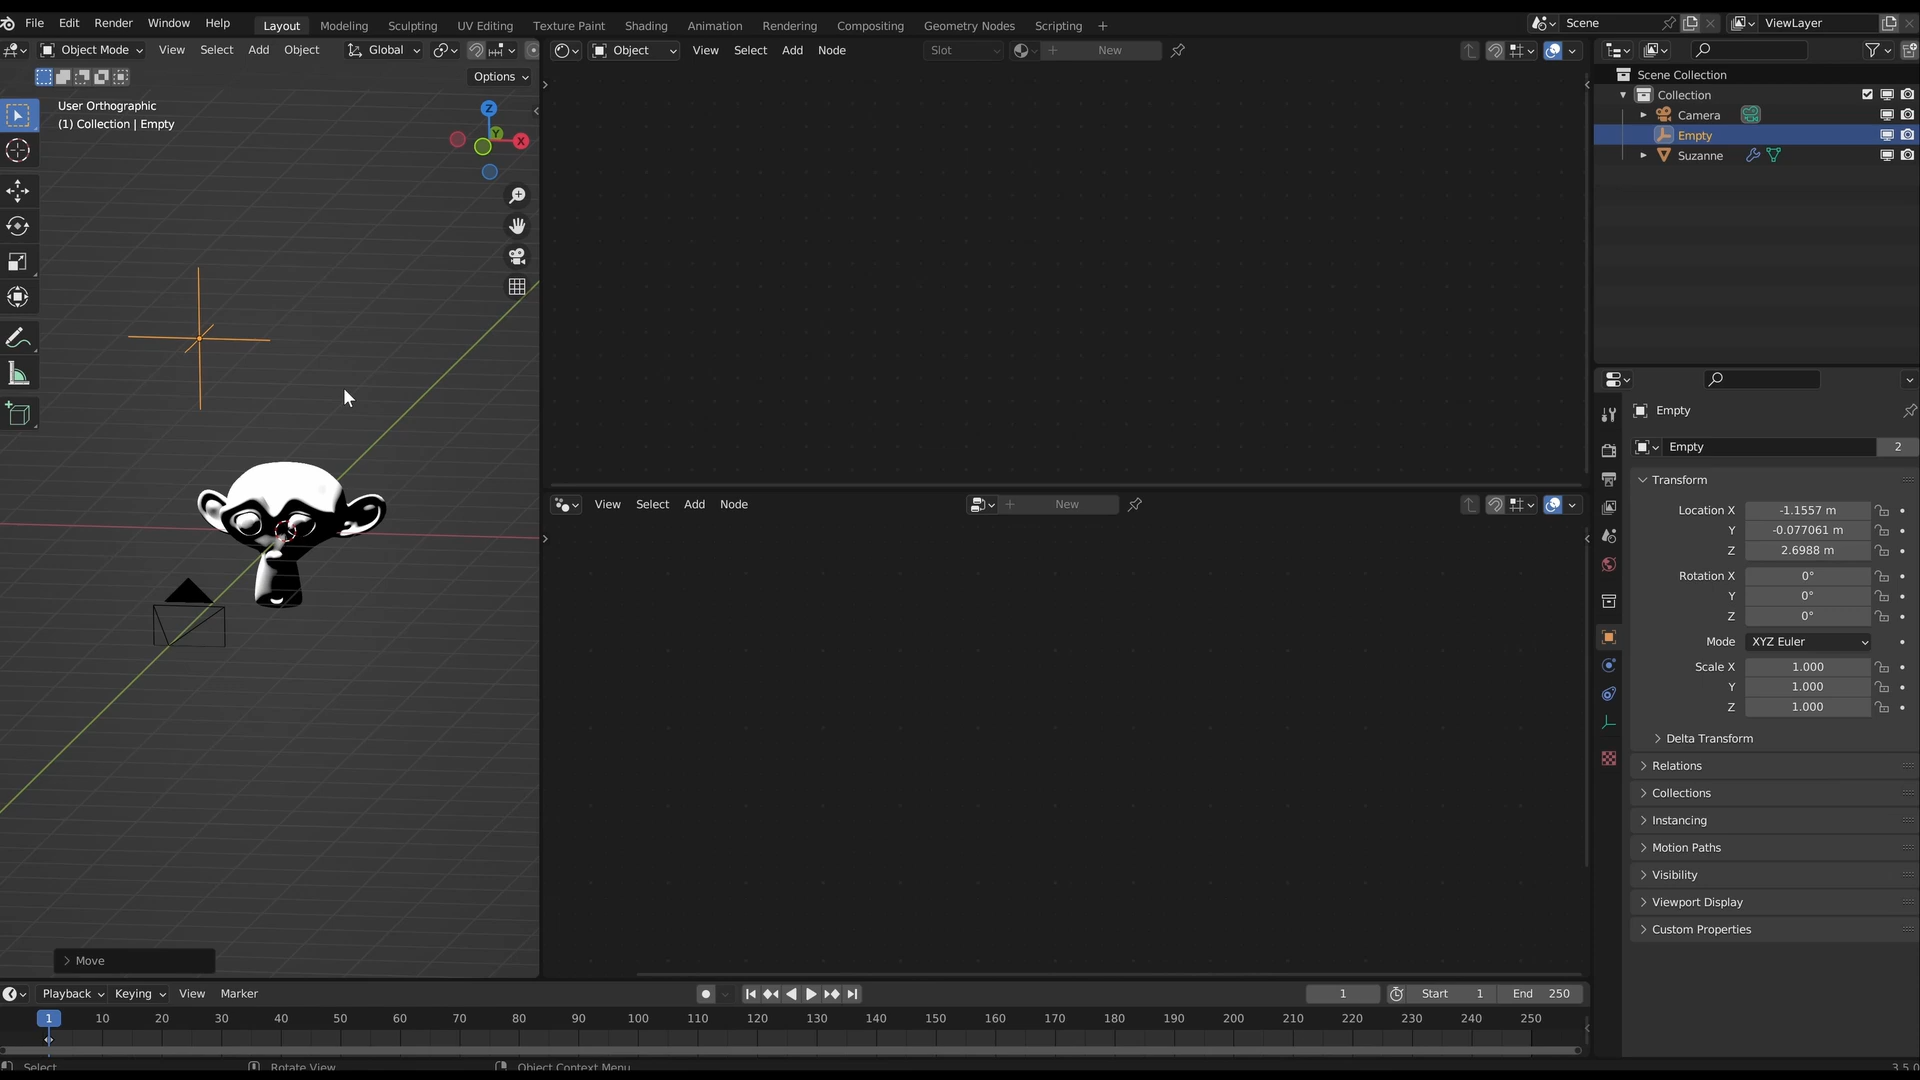 File Edit Render Window Help Layout Modeling Sculpting UV Editing Texture Paint Shading Animation Rendering Compositing Geometry Nodes Scripting + Scene ViewLayer
Object Mode View Select Add Object Global
Object View Select Add Node Slot New
Options
User Orthographic
(1) Collection | Empty
Z
Y
X
Scene Collection
Collection
Camera
Empty
Suzanne
View Select Add Node New
Empty
Empty 2
Transform
Location X -1.1557 m
Y -0.077061 m
Z 2.6988 m
Rotation X 0°
Y 0°
Z 0°
Mode XYZ Euler
Scale X 1.000
Y 1.000
Z 1.000
Delta Transform
Relations
Collections
Instancing
Motion Paths
Visibility
Viewport Display
Custom Properties
Move
Playback Keying View Marker 1 Start 1 End 250
1 10 20 30 40 50 60 70 80 90 100 110 120 130 140 150 160 170 180 190 200 210 220 230 240 250
Select Rotate View Object Context Menu 3.5.0